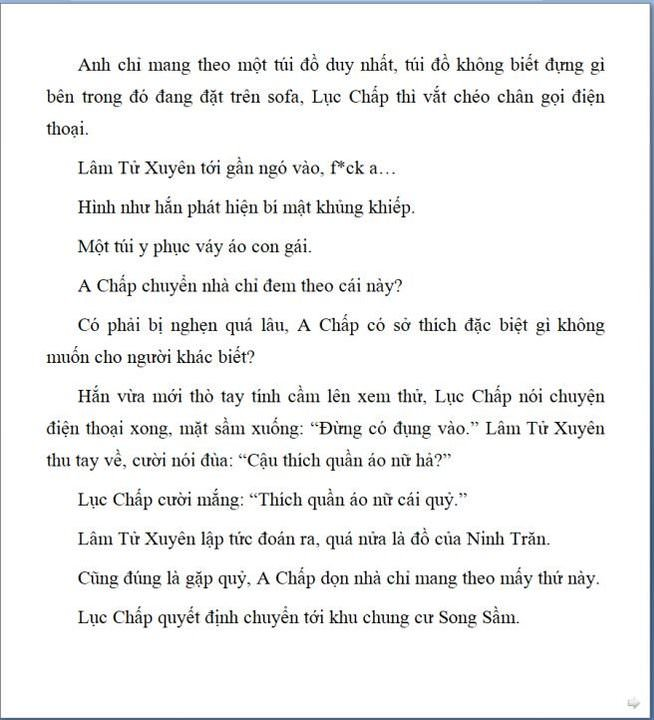 Anh chỉ mang theo một túi đồ duy nhất, túi đồ không biết đựng gì
bên trong đó đang đặt trên sofa, Lục Chấp thì vắt chéo chân gọi điện
thoại.
Lâm Tử Xuyên tới gần ngó vào, f*ck a…
Hình như hắn phát hiện bí mật khủng khiếp.
Một túi y phục váy áo con gái.
A Chấp chuyển nhà chỉ đem theo cái này?
Có phải bị nghẹn quá lâu, A Chấp có sở thích đặc biệt gì không
muốn cho người khác biết?
Hắn vừa mới thò tay tính cầm lên xem thử, Lục Chấp nói chuyện
điện thoại xong, mặt sầm xuống: “Đừng có đụng vào.” Lâm Tử Xuyên
thu tay về, cười nói đùa: “Cậu thích quần áo nữ hả?”
Lục Chấp cười mắng: “Thích quần áo nữ cái quỷ.”
Lâm Tử Xuyên lập tức đoán ra, quá nửa là đồ của Ninh Trăn.
Cũng đúng là gặp quỷ, A Chấp dọn nhà chỉ mang theo mấy thứ này.
Lục Chấp quyết định chuyển tới khu chung cư Song Sầm.